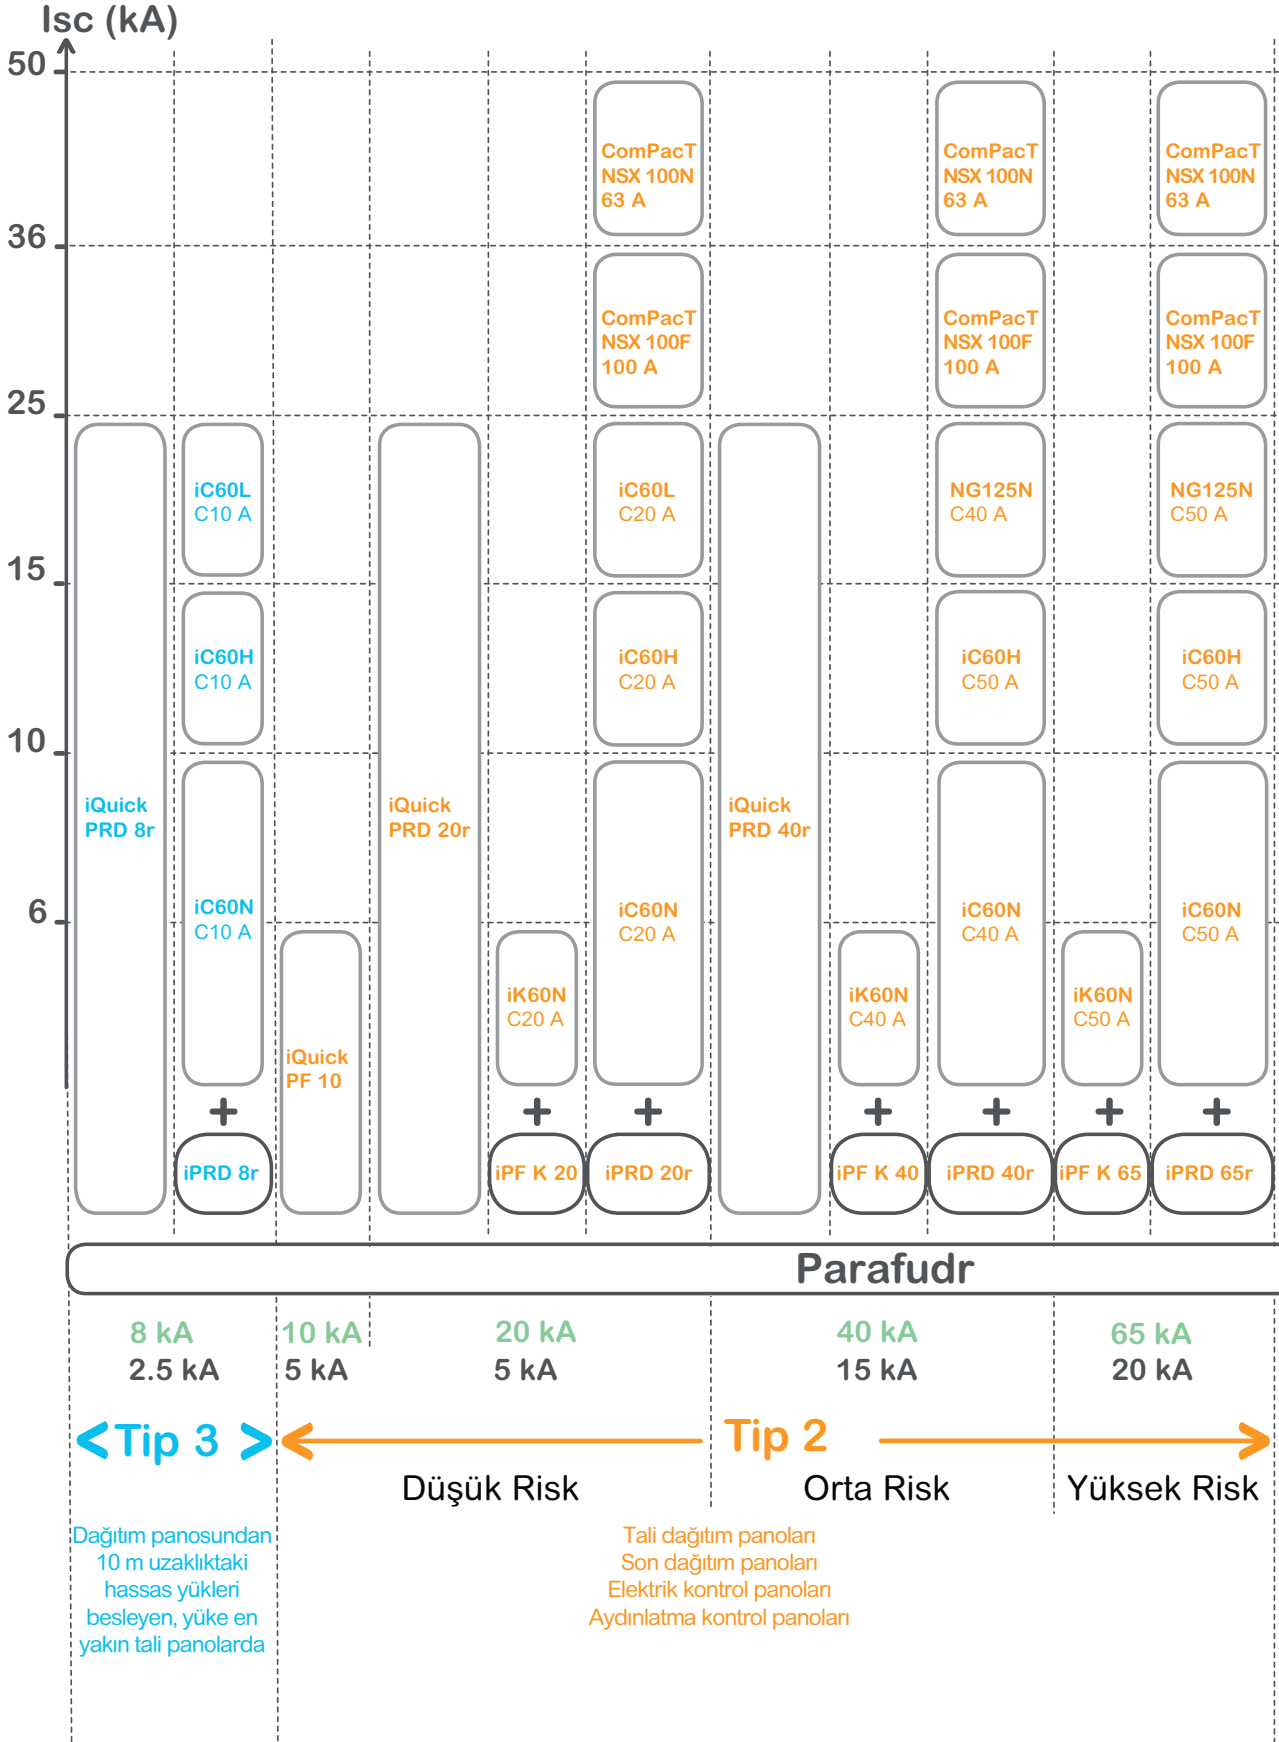 Isc (kA)
50
ComPacT
NSX 100N
63 A
ComPacT
NSX 100N
63 A
ComPacT
NSX 100N
63 A
36
ComPacT
NSX 100F
100 A
ComPacT
NSX 100F
100 A
ComPacT
NSX 100F
100 A
25
iC60L
C10 A
iC60L
C20 A
NG125N
C40 A
NG125N
C50 A
15
iC60H
C10 A
iC60H
C20 A
iC60H
C50 A
iC60H
C50 A
10
iQuick
PRD 8r
iQuick
PRD 20r
iQuick
PRD 40r
6
iC60N
C10 A
iC60N
C20 A
iC60N
C40 A
iC60N
C50 A
iK60N
C20 A
iK60N
C40 A
iK60N
C50 A
iQuick
PF 10
+ + + + + + +
iPRD 8r
iPF K 20
iPRD 20r
iPF K 40
iPRD 40r
iPF K 65
iPRD 65r
Parafudr
8 kA
2.5 kA
10 kA
5 kA
20 kA
5 kA
40 kA
15 kA
65 kA
20 kA
Tip 3
Tip 2
Düşük Risk
Orta Risk
Yüksek Risk
Dağıtım panosundan
10 m uzaklıktaki
hassas yükleri
besleyen, yüke en
yakın tali panolarda
Tali dağıtım panoları
Son dağıtım panoları
Elektrik kontrol panoları
Aydınlatma kontrol panoları